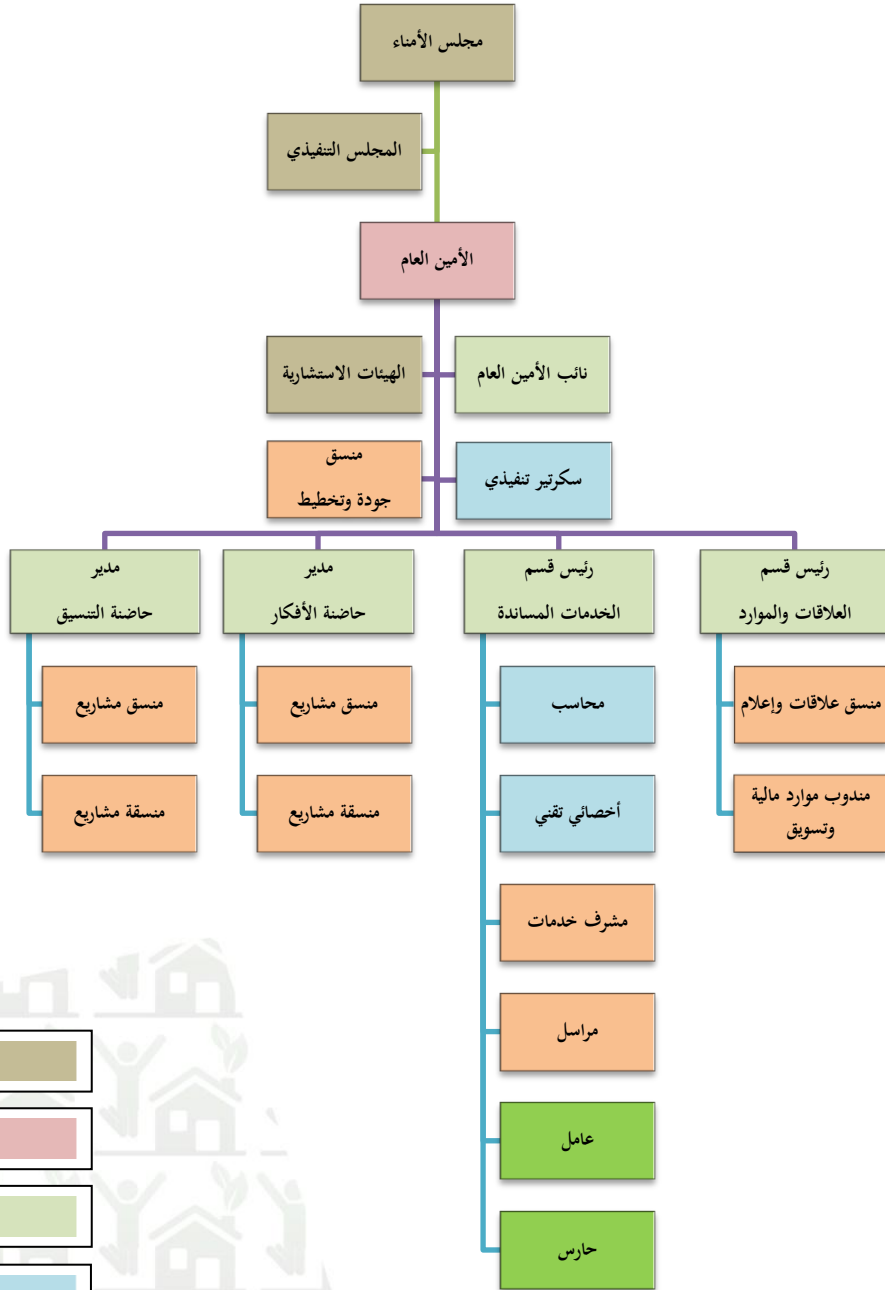 مجلس الأمناء
المجلس التنفيذي
الأمين العام
نائب الأمين العام
الهيئات الاستشارية
سكرتير تنفيذي
منسق
جودة وتخطيط
رئيس قسم
العلاقات والموارد
رئيس قسم
الخدمات المساندة
مدير
حاضنة الأفكار
مدير
حاضنة التنسيق
منسق علاقات وإعلام
مندوب موارد مالية
وتسويق
محاسب
أخصائي تقني
مشرف خدمات
مراسل
عامل
حارس
منسق مشاريع
منسقة مشاريع
منسق مشاريع
منسقة مشاريع